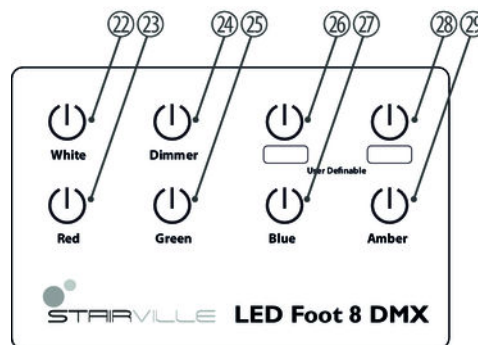 22 23 24 25 26 27 28 29
White Dimmer
User Definable
Red Green Blue Amber
STAIRVILLE LED Foot 8 DMX